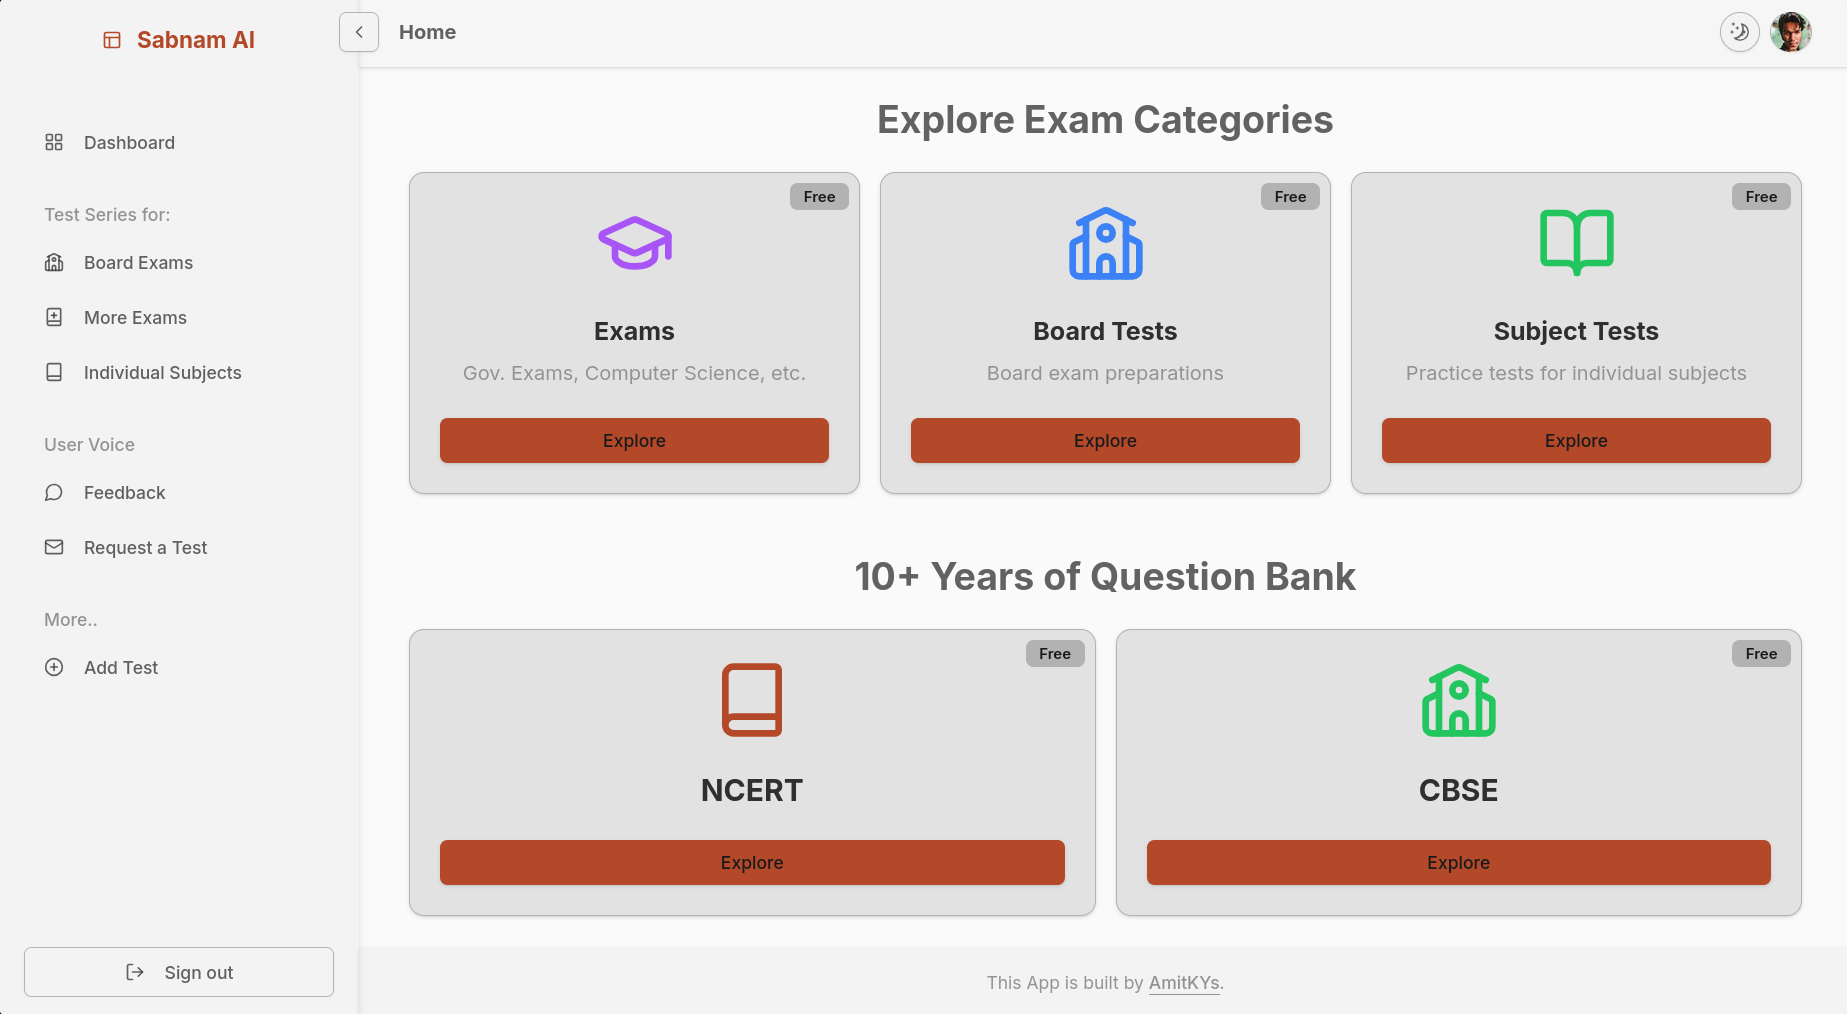 Sabnam AI
Home
Dashboard
Test Series for:
Board Exams
More Exams
Individual Subjects
User Voice
Feedback
Request a Test
More..
Add Test
Sign out
Explore Exam Categories
Free
Exams
Gov. Exams, Computer Science, etc.
Explore
Free
Board Tests
Board exam preparations
Explore
Free
Subject Tests
Practice tests for individual subjects
Explore
10+ Years of Question Bank
Free
NCERT
Explore
Free
CBSE
Explore
This App is built by AmitKYs.